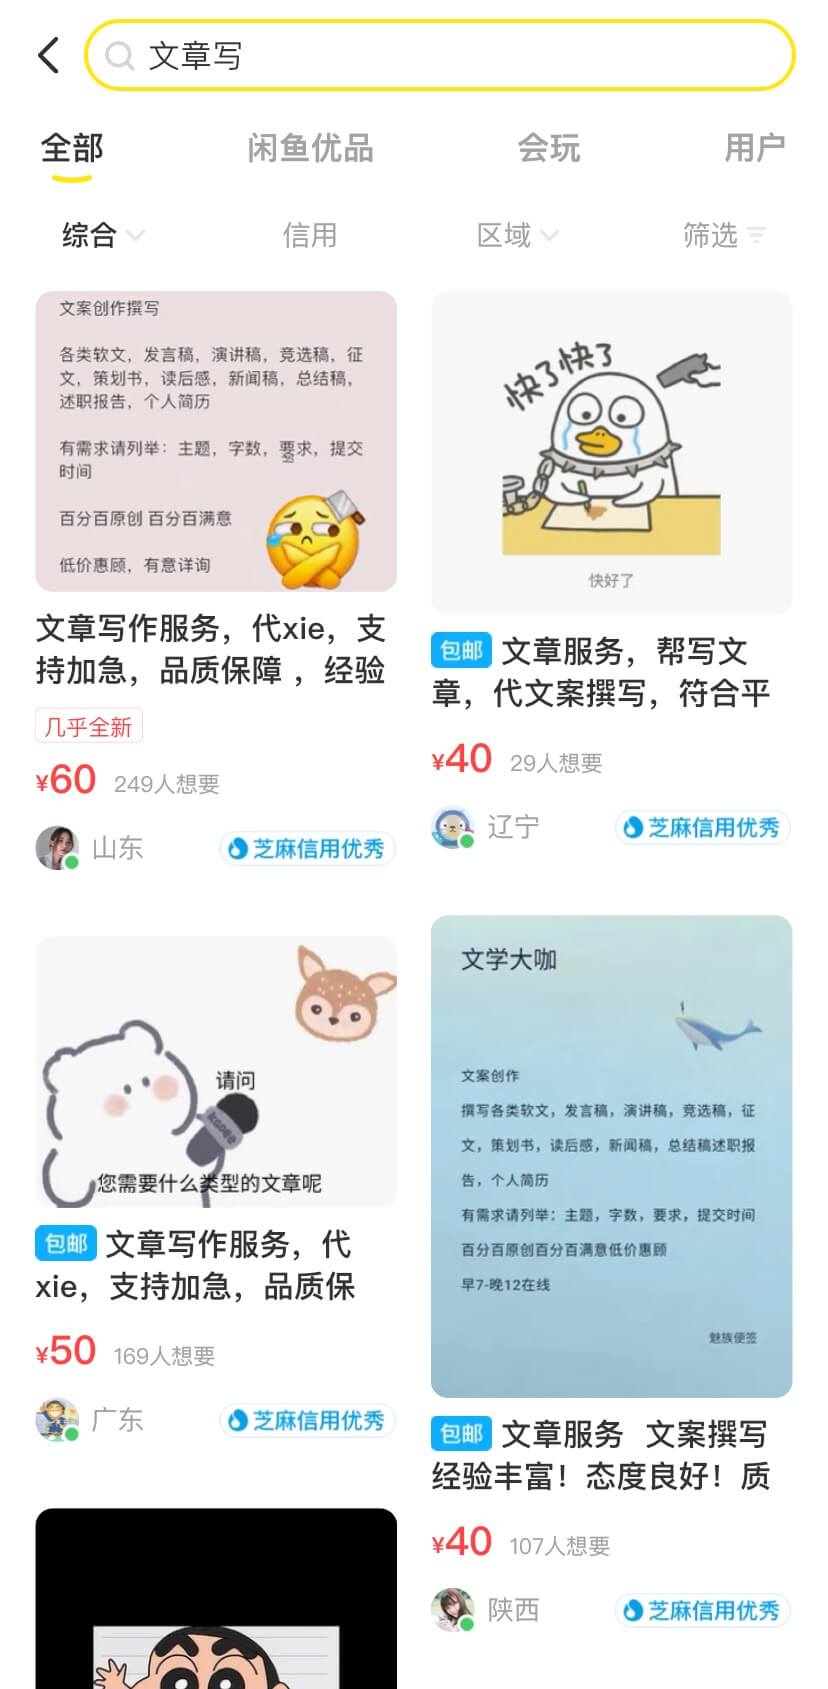 文章写
全部
闲鱼优品
会玩
用户
综合
信用
区域
筛选
文案创作撰写
各类软文，发言稿，演讲稿，竞选稿，征
文，策划书，读后感，新闻稿，总结稿，
述职报告，个人简历
有需求请列举：主题，字数，要求，提交
时间
百分百原创 百分百满意
低价惠顾，有意详询
文章写作服务，代xie，支
持加急，品质保障 ，经验
几乎全新
¥60 249人想要
山东
芝麻信用优秀
快了快了
快好了
包邮 文章服务，帮写文
章，代文案撰写，符合平
¥40 29人想要
辽宁
芝麻信用优秀
请问
您需要什么类型的文章呢
包邮 文章写作服务，代
xie，支持加急，品质保
¥50 169人想要
广东
芝麻信用优秀
文学大咖
文案创作
撰写各类软文，发言稿，演讲稿，竞选稿，征
文，策划书，读后感，新闻稿，总结稿述职报
告，个人简历
有需求请列举：主题，字数，要求，提交时间
百分百原创百分百满意低价惠顾
早7-晚12在线
魅族便签
包邮 文章服务 文案撰写
经验丰富！态度良好！质
¥40 107人想要
陕西
芝麻信用优秀